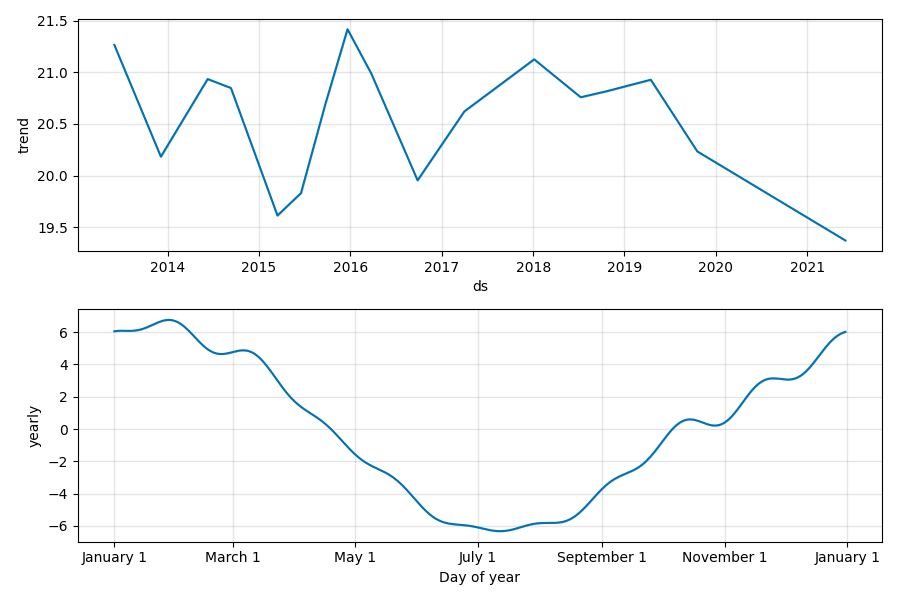 21.5
21.0
20.5
20.0
19.5
trend
2014 2015 2016 2017 2018 2019 2020 2021
ds
6
4
2
0
−2
−4
−6
yearly
January 1 March 1 May 1 July 1 September 1 November 1 January 1
Day of year